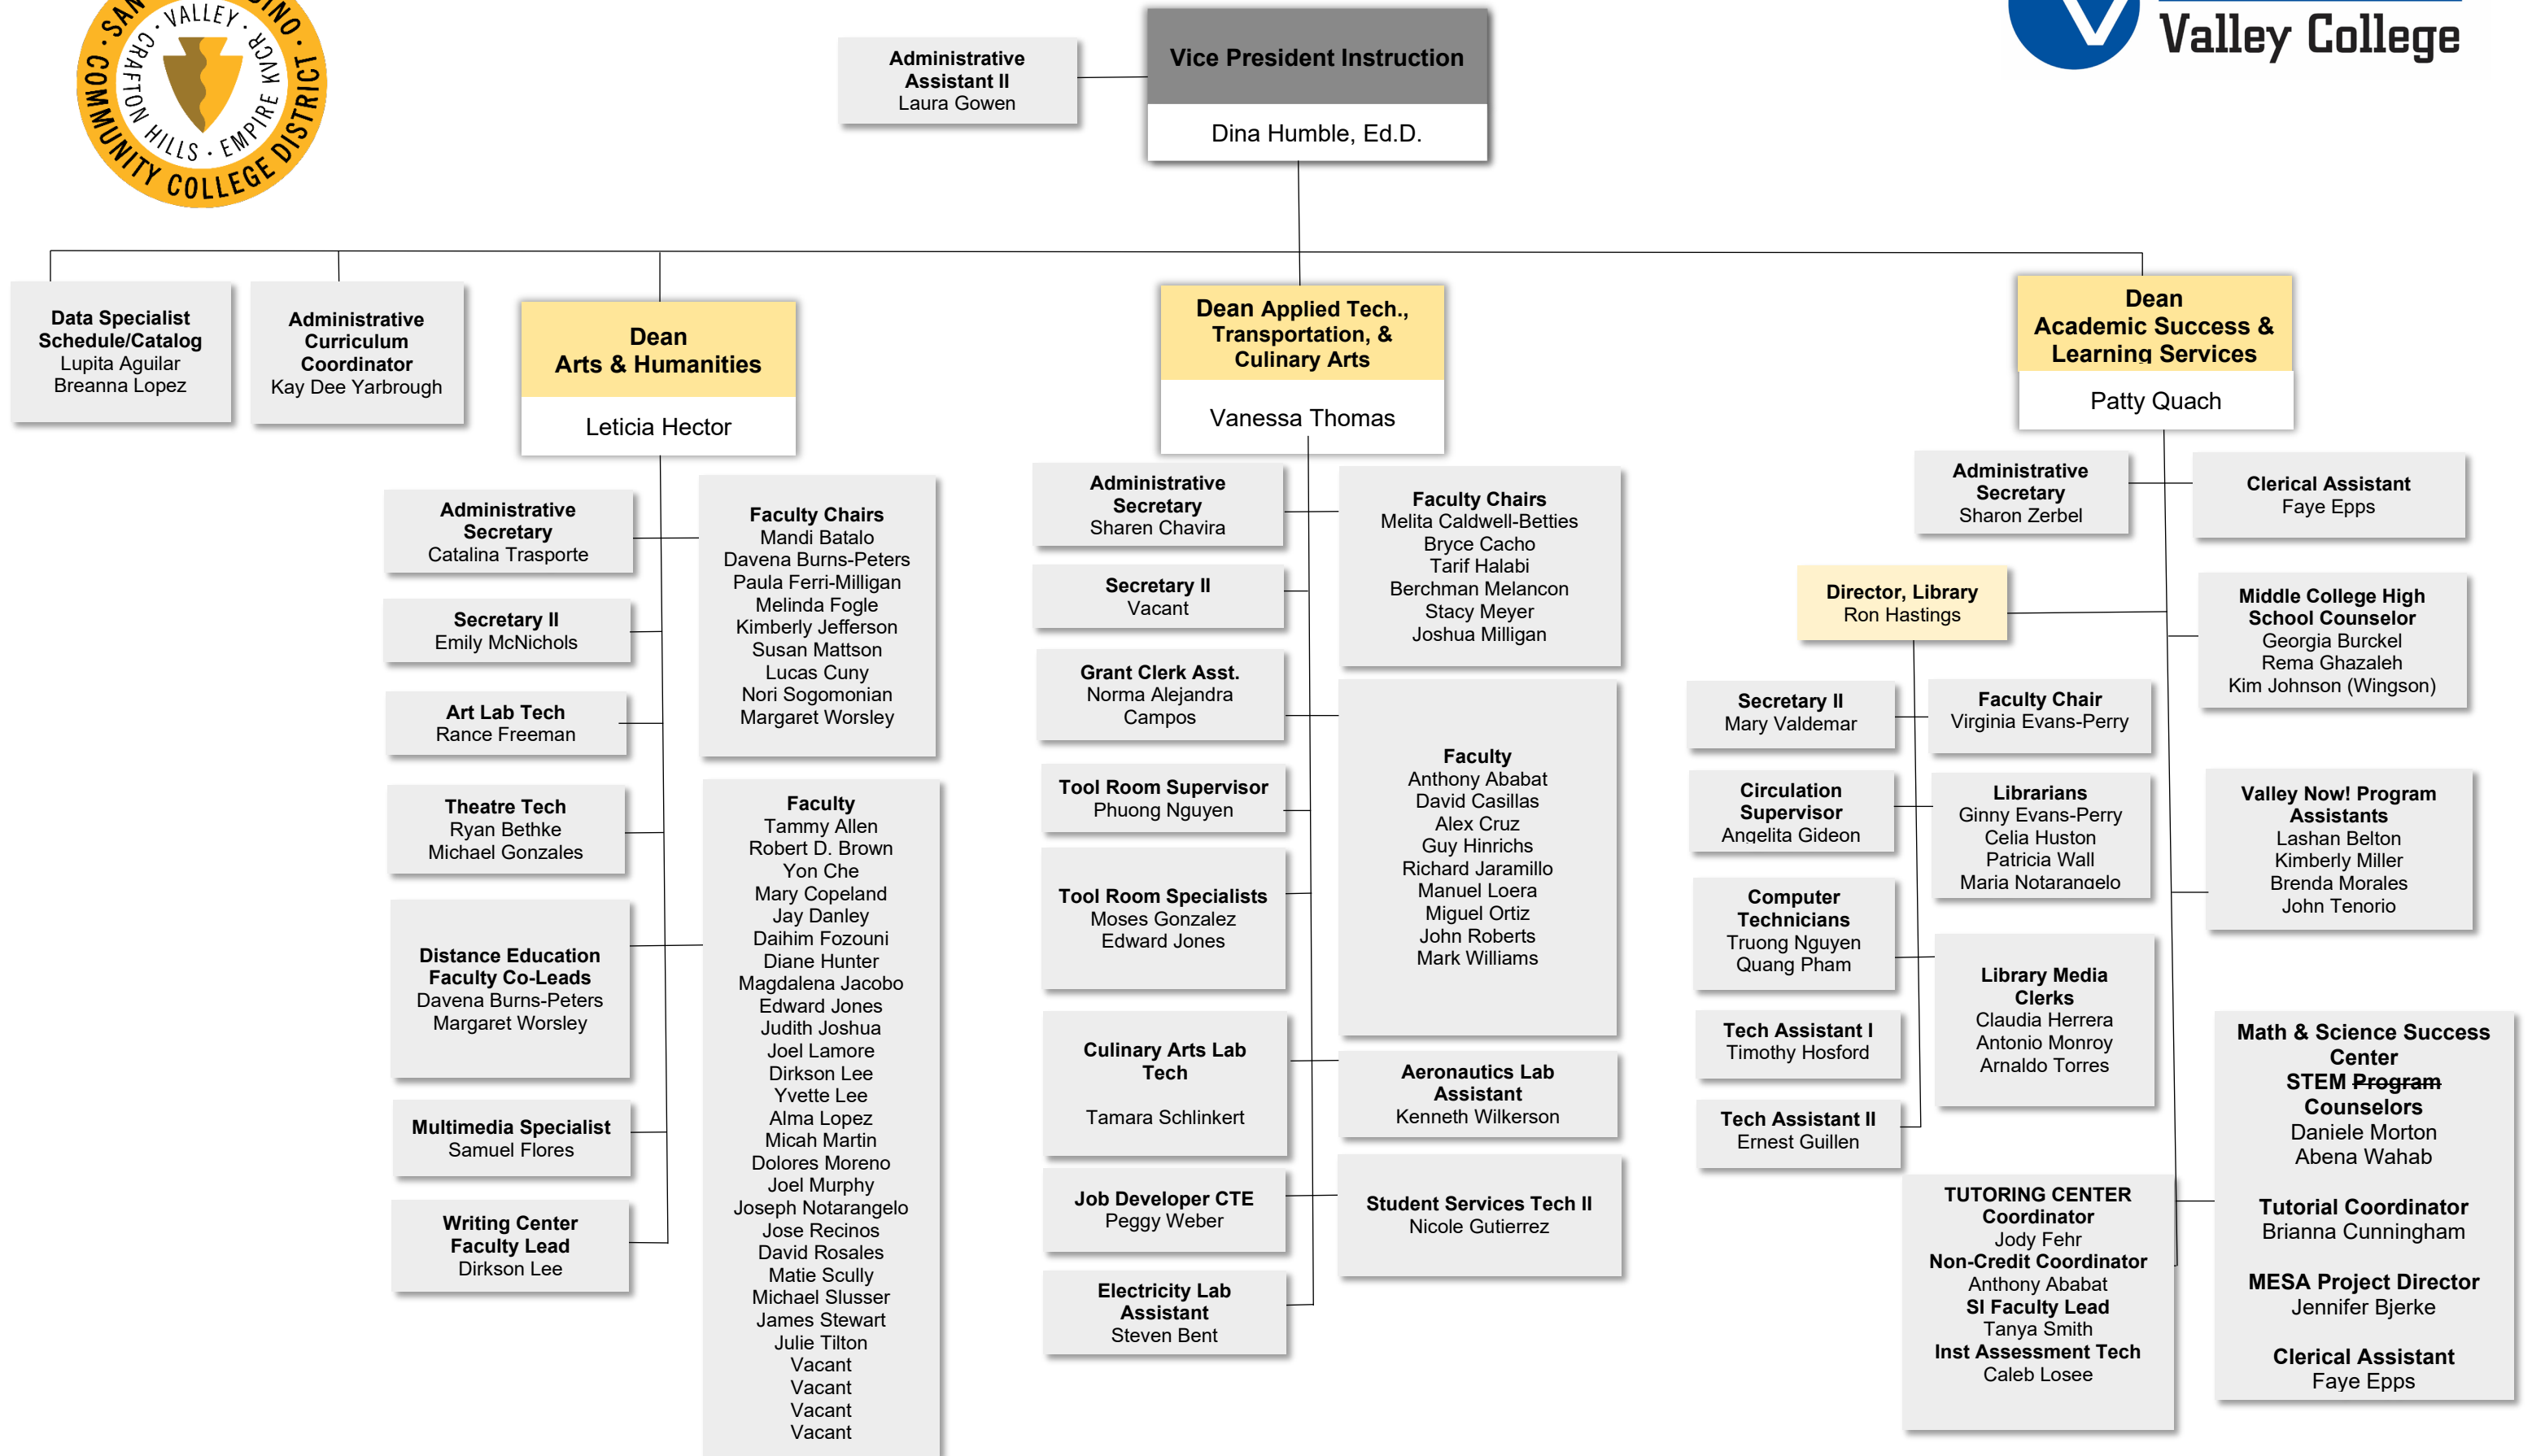 SAN
DINO · 
· COMMUNITY COLLEGE DISTRICT
· VALLEY ·
KVCR
CRAFTON HILLS · EMPIRE
Valley College
Administrative
Assistant II
Laura Gowen
Vice President Instruction
Dina Humble, Ed.D.
Data Specialist
Schedule/Catalog
Lupita Aguilar
Breanna Lopez
Administrative
Curriculum
Coordinator
Kay Dee Yarbrough
Dean
Arts & Humanities
Leticia Hector
Administrative
Secretary
Catalina Trasporte
Secretary II
Emily McNichols
Art Lab Tech
Rance Freeman
Theatre Tech
Ryan Bethke
Michael Gonzales
Distance Education
Faculty Co-Leads
Davena Burns-Peters
Margaret Worsley
Multimedia Specialist
Samuel Flores
Writing Center
Faculty Lead
Dirkson Lee
Faculty Chairs
Mandi Batalo
Davena Burns-Peters
Paula Ferri-Milligan
Melinda Fogle
Kimberly Jefferson
Susan Mattson
Lucas Cuny
Nori Sogomonian
Margaret Worsley
Faculty
Tammy Allen
Robert D. Brown
Yon Che
Mary Copeland
Jay Danley
Daihim Fozouni
Diane Hunter
Magdalena Jacobo
Edward Jones
Judith Joshua
Joel Lamore
Dirkson Lee
Yvette Lee
Alma Lopez
Micah Martin
Dolores Moreno
Joel Murphy
Joseph Notarangelo
Jose Recinos
David Rosales
Matie Scully
Michael Slusser
James Stewart
Julie Tilton
Vacant
Vacant
Vacant
Vacant
Dean Applied Tech.,
Transportation, &
Culinary Arts
Vanessa Thomas
Administrative
Secretary
Sharen Chavira
Secretary II
Vacant
Grant Clerk Asst.
Norma Alejandra
Campos
Tool Room Supervisor
Phuong Nguyen
Tool Room Specialists
Moses Gonzalez
Edward Jones
Culinary Arts Lab
Tech
Tamara Schlinkert
Job Developer CTE
Peggy Weber
Electricity Lab
Assistant
Steven Bent
Faculty Chairs
Melita Caldwell-Betties
Bryce Cacho
Tarif Halabi
Berchman Melancon
Stacy Meyer
Joshua Milligan
Faculty
Anthony Ababat
David Casillas
Alex Cruz
Guy Hinrichs
Richard Jaramillo
Manuel Loera
Miguel Ortiz
John Roberts
Mark Williams
Aeronautics Lab
Assistant
Kenneth Wilkerson
Student Services Tech II
Nicole Gutierrez
Dean
Academic Success &
Learning Services
Patty Quach
Administrative
Secretary
Sharon Zerbel
Clerical Assistant
Faye Epps
Director, Library
Ron Hastings
Secretary II
Mary Valdemar
Circulation
Supervisor
Angelita Gideon
Computer
Technicians
Truong Nguyen
Quang Pham
Tech Assistant I
Timothy Hosford
Tech Assistant II
Ernest Guillen
Faculty Chair
Virginia Evans-Perry
Librarians
Ginny Evans-Perry
Celia Huston
Patricia Wall
Maria Notarangelo
Library Media
Clerks
Claudia Herrera
Antonio Monroy
Arnaldo Torres
Middle College High
School Counselor
Georgia Burckel
Rema Ghazaleh
Kim Johnson (Wingson)
Valley Now! Program
Assistants
Lashan Belton
Kimberly Miller
Brenda Morales
John Tenorio
TUTORING CENTER
Coordinator
Jody Fehr
Non-Credit Coordinator
Anthony Ababat
SI Faculty Lead
Tanya Smith
Inst Assessment Tech
Caleb Losee
Math & Science Success
Center
STEM Program
Counselors
Daniele Morton
Abena Wahab
Tutorial Coordinator
Brianna Cunningham
MESA Project Director
Jennifer Bjerke
Clerical Assistant
Faye Epps